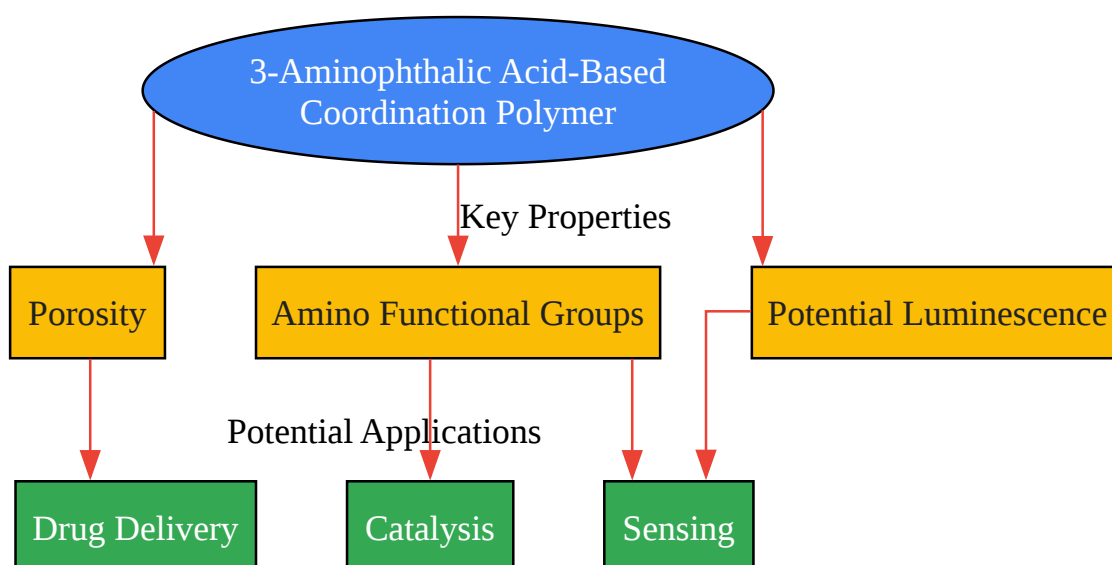 3-Aminophthalic Acid-Based
Coordination Polymer
Key Properties
Porosity
Amino Functional Groups
Potential Luminescence
Potential Applications
Drug Delivery
Catalysis
Sensing